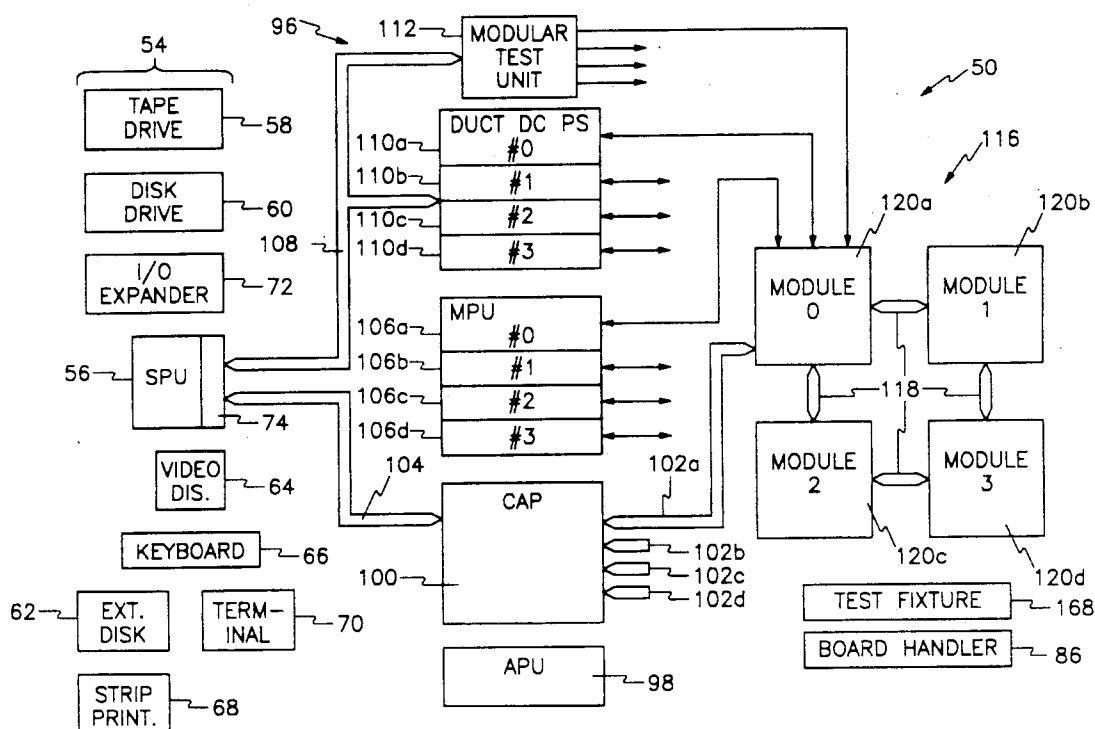 96
112
MODULAR
TEST
UNIT
54
50
TAPE
DRIVE
58
DUCT DC PS
110a
#0
116
110b
#1
DISK
DRIVE
60
110c
#2
120a
120b
108
110d
#3
I/O
EXPANDER
72
MODULE
0
MODULE
1
MPU
106a
#0
56
SPU
106b
#1
118
74
106c
#2
106d
#3
MODULE
2
MODULE
3
VIDEO
DIS.
64
104
102a
CAP
KEYBOARD
66
102b
120c
100
102c
120d
102d
TEST FIXTURE
168
62
EXT.
DISK
TERM-
INAL
70
BOARD HANDLER
86
APU
98
STRIP
PRINT.
68